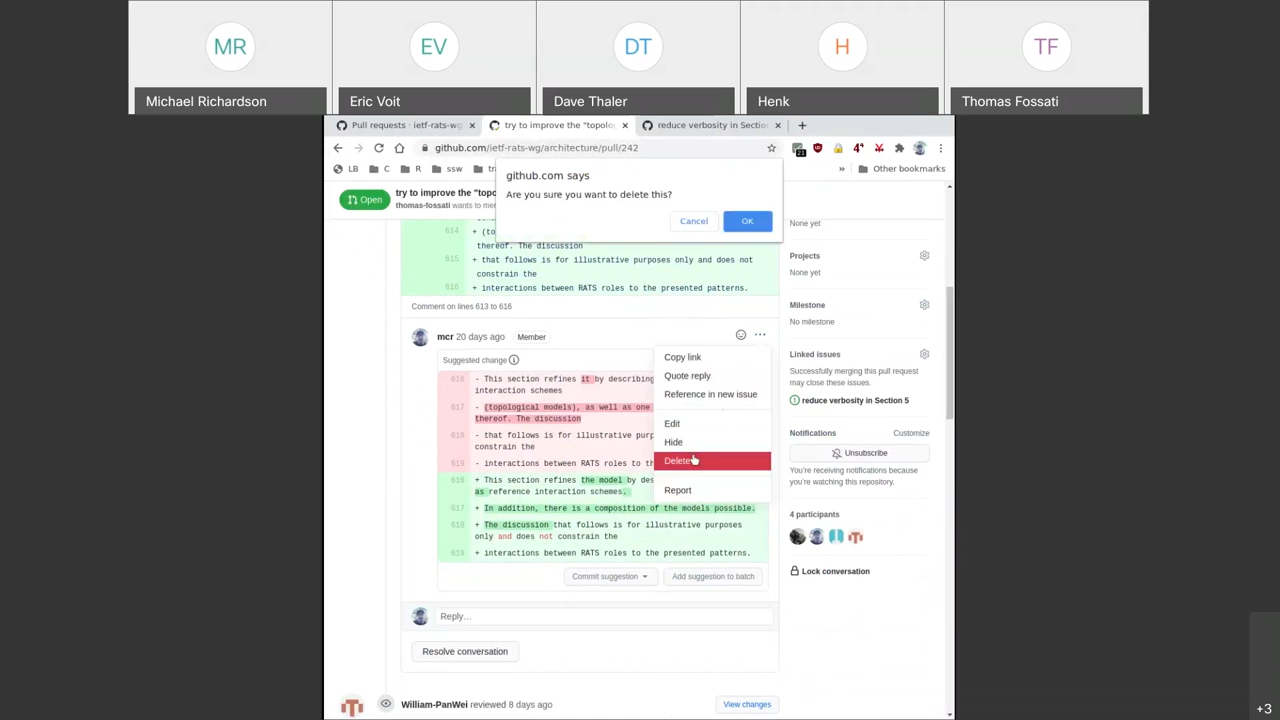 MR
EV
DT
H
TF
Michael Richardson
Eric Voit
Dave Thaler
Henk
Thomas Fossati
Pull requests · ietf-rats-wg
try to improve the "topolo
reduce verbosity in Section
github.com/ietf-rats-wg/architecture/pull/242
21
LB
C
R
ssw
»
Other bookmarks
github.com says
Are you sure you want to delete this?
Cancel
OK
Open
try to improve the "topo
thomas-fossati wants to mer
614
thereof. The discussion
615
+ that follows is for illustrative purposes only and does not
constrain the
616
+ interactions between RATS roles to the presented patterns.
Comment on lines 613 to 616
mcr 20 days ago
Member
Suggested change
616
- This section refines it by describing
interaction schemes
617
- (topological models), as well as one
thereof. The discussion
618
- that follows is for illustrative purp
constrain the
619
- interactions between RATS roles to th
616
+ This section refines the model by des
as reference interaction schemes.
617
+ In addition, there is a composition of the models possible.
618
+ The discussion that follows is for illustrative purposes
only and does not constrain the
619
+ interactions between RATS roles to the presented patterns.
Copy link
Quote reply
Reference in new issue
Edit
Hide
Delete
Report
Commit suggestion
Add suggestion to batch
Reply…
Resolve conversation
William-PanWei reviewed 8 days ago
View changes
None yet
Projects
None yet
Milestone
No milestone
Linked issues
Successfully merging this pull request
may close these issues.
reduce verbosity in Section 5
Notifications
Customize
Unsubscribe
You're receiving notifications because
you're watching this repository.
4 participants
Lock conversation
+3